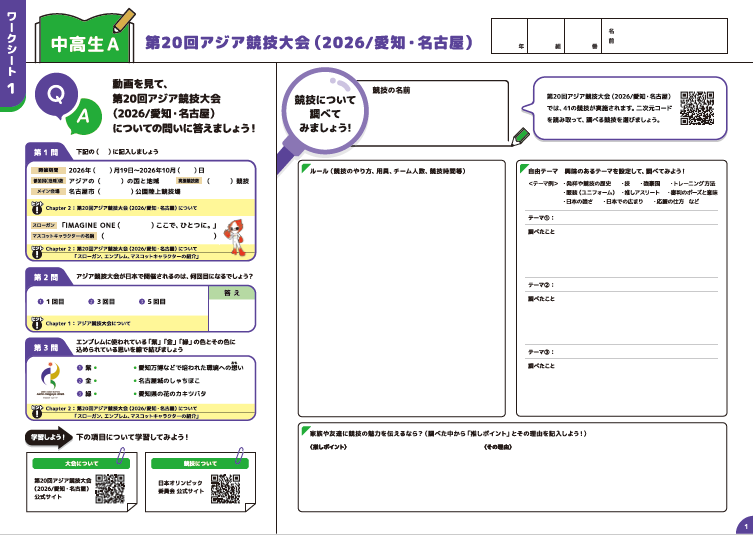 ワークシート1
中高生A
第20回アジア競技大会(2026/愛知・名古屋)
年 組 番 名前
Q
A
動画を見て、
第20回アジア競技大会
(2026/愛知・名古屋)
についての問いに答えましょう!
第1問 下記の( )に記入しましょう
開催期間 2026年( )月19日〜2026年10月( )日
アジアの( )の国と地域 ( )競技
メイン会場 名古屋市( )公園陸上競技場
ヒント Chapter 2:第20回アジア競技大会(2026/愛知・名古屋)について
スローガン 「IMAGINE ONE( )ここで、ひとつに。」
マスコットキャラクターの名前 ( )
ヒント Chapter 2:第20回アジア競技大会(2026/愛知・名古屋)について
「スローガン、エンブレム、マスコットキャラクターの紹介」
第2問 アジア競技大会が日本で開催されるのは、何回目になるでしょう?
答え
❶ 1回目 ❷ 3回目 ❸ 5回目
ヒント Chapter 1:アジア競技大会について
第3問 エンブレムに使われている「紫」「金」「緑」の色とその色に
込められている思いを線で結びましょう
❶ 紫 • • 愛知万博などで培われた環境への想い
❷ 金 • • 名古屋城のしゃちほこ
❸ 緑 • • 愛知県の花のカキツバタ
ヒント Chapter 2:第20回アジア競技大会(2026/愛知・名古屋)について
「スローガン、エンブレム、マスコットキャラクターの紹介」
学習しよう! 下の項目について学習してみよう!
大会について
第20回アジア競技大会
(2026/愛知・名古屋)
公式サイト
競技について
日本オリンピック
委員会 公式サイト
競技について
調べて
みましょう!
競技の名前
第20回アジア競技大会(2026/愛知・名古屋)
では、41の競技が実施されます。二次元コード
を読み取って、調べる競技を選びましょう。
ルール(競技のやり方、用具、チーム人数、競技時間等)
自由テーマ 興味のあるテーマを設定して、調べてみよう!
<テーマ例> ・発祥や競技の歴史 ・技 ・強豪国 ・トレーニング方法
・服装(ユニフォーム) ・推しアスリート ・審判のポーズと意味
・日本の強さ ・日本での広まり ・応援の仕方 など
テーマ①:
調べたこと
テーマ②:
調べたこと
テーマ③:
調べたこと
家族や友達に競技の魅力を伝えるなら?(調べた中から「推しポイント」とその理由を記入しよう!)
〈推しポイント〉 〈その理由〉
1